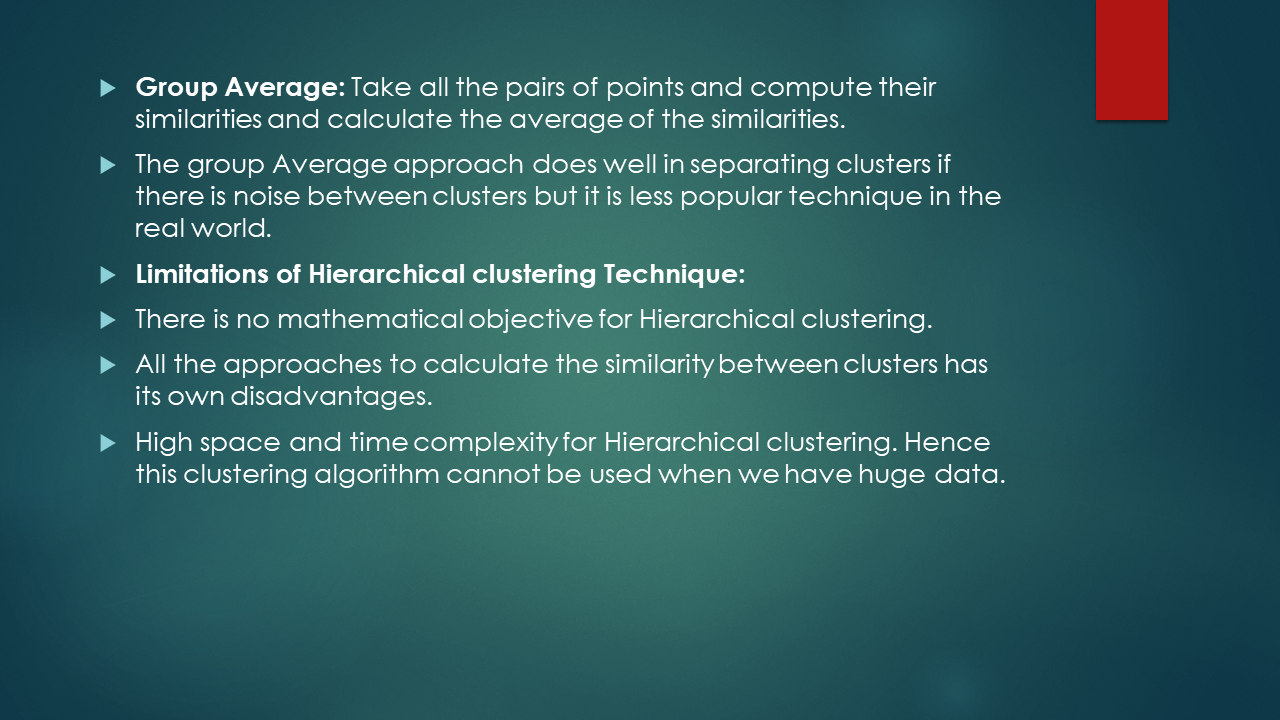 Group Average: Take all the pairs of points and compute their
similarities and calculate the average of the similarities.
The group Average approach does well in separating clusters if
there is noise between clusters but it is less popular technique in the
real world.
Limitations of Hierarchical clustering Technique:
There is no mathematical objective for Hierarchical clustering.
All the approaches to calculate the similarity between clusters has
its own disadvantages.
High space and time complexity for Hierarchical clustering. Hence
this clustering algorithm cannot be used when we have huge data.